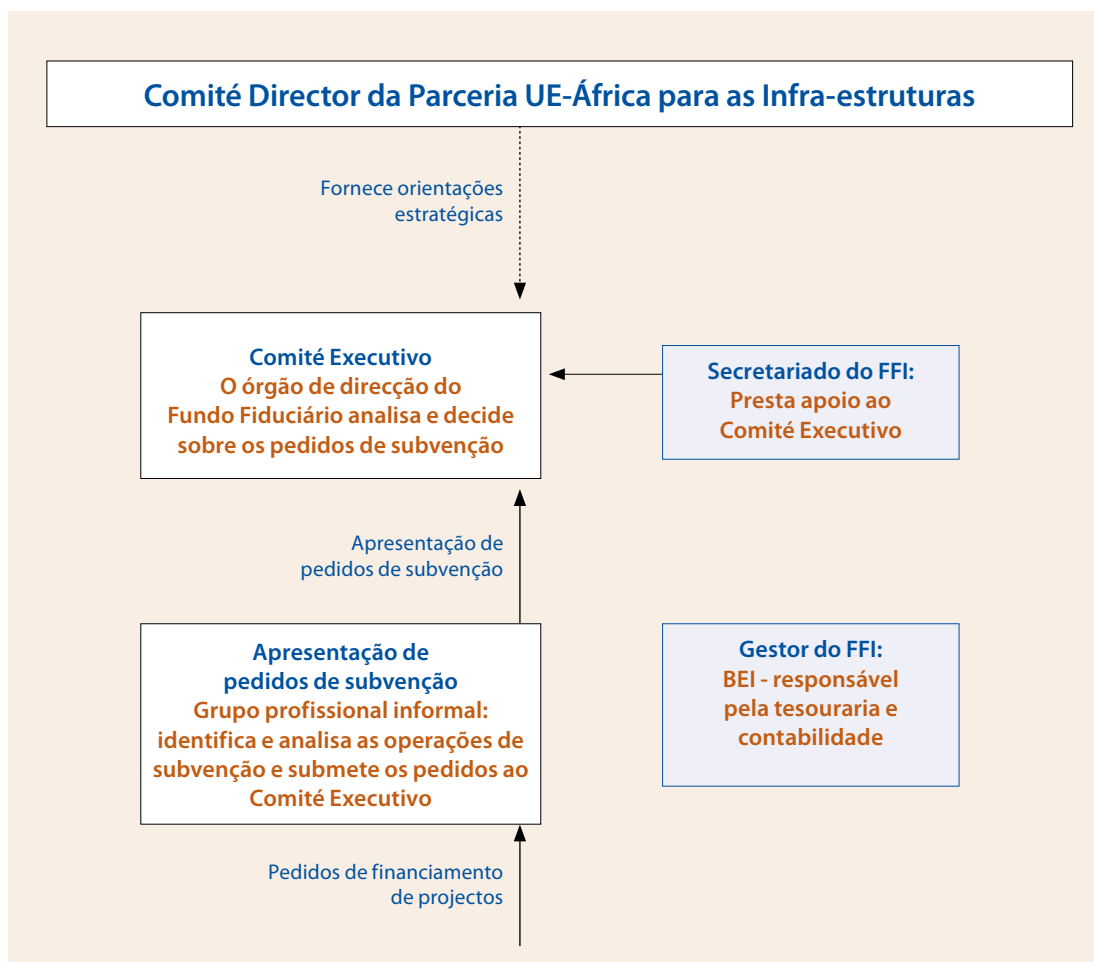 Comité Director da Parceria UE-África para as Infra-estruturas
Fornece orientações
estratégicas
Comité Executivo
O órgão de direcção do
Fundo Fiduciário analisa e decide
sobre os pedidos de subvenção
Secretariado do FFI:
Presta apoio ao
Comité Executivo
Apresentação de
pedidos de subvenção
Apresentação de
pedidos de subvenção
Grupo profissional informal:
identifica e analisa as operações de
subvenção e submete os pedidos ao
Comité Executivo
Gestor do FFI:
BEI - responsável
pela tesouraria e
contabilidade
Pedidos de financiamento
de projectos